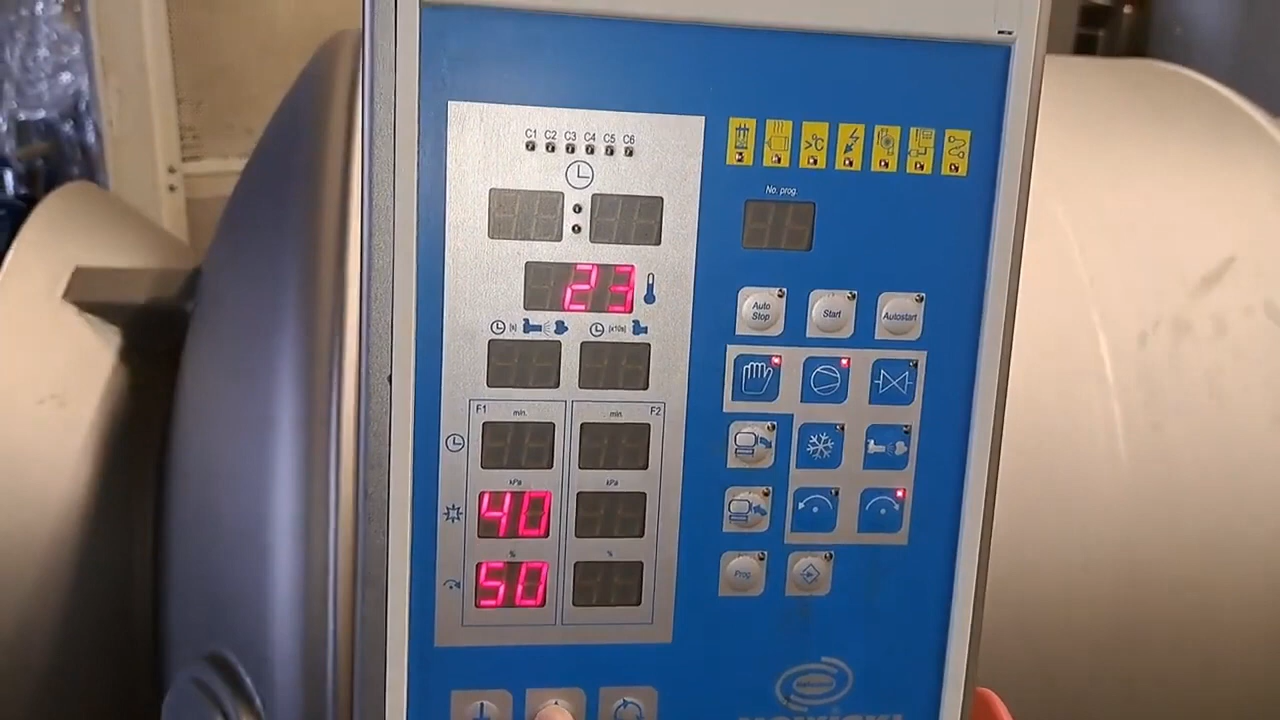 C1 C2 C3 C4 C5 C6
No. prog.
23
>°C
[s]
[x10s]
Auto Stop
Start
Autostart
F1 min. min. F2
kPa kPa
40
% %
50
Prog